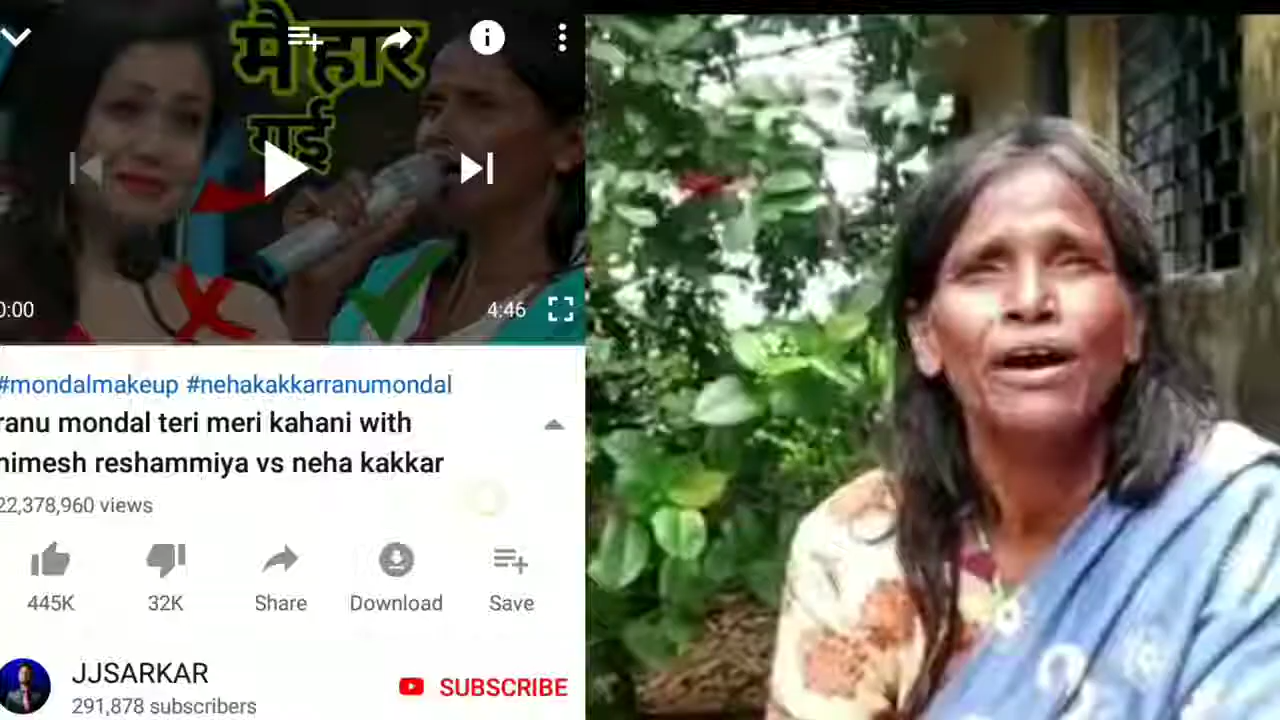 मै हार
गई
0:00
4:46
#mondalmakeup #nehakakkarranumondal
ranu mondal teri meri kahani with
himesh reshammiya vs neha kakkar
22,378,960 views
445K
32K
Share
Download
Save
JJSARKAR
291,878 subscribers
SUBSCRIBE